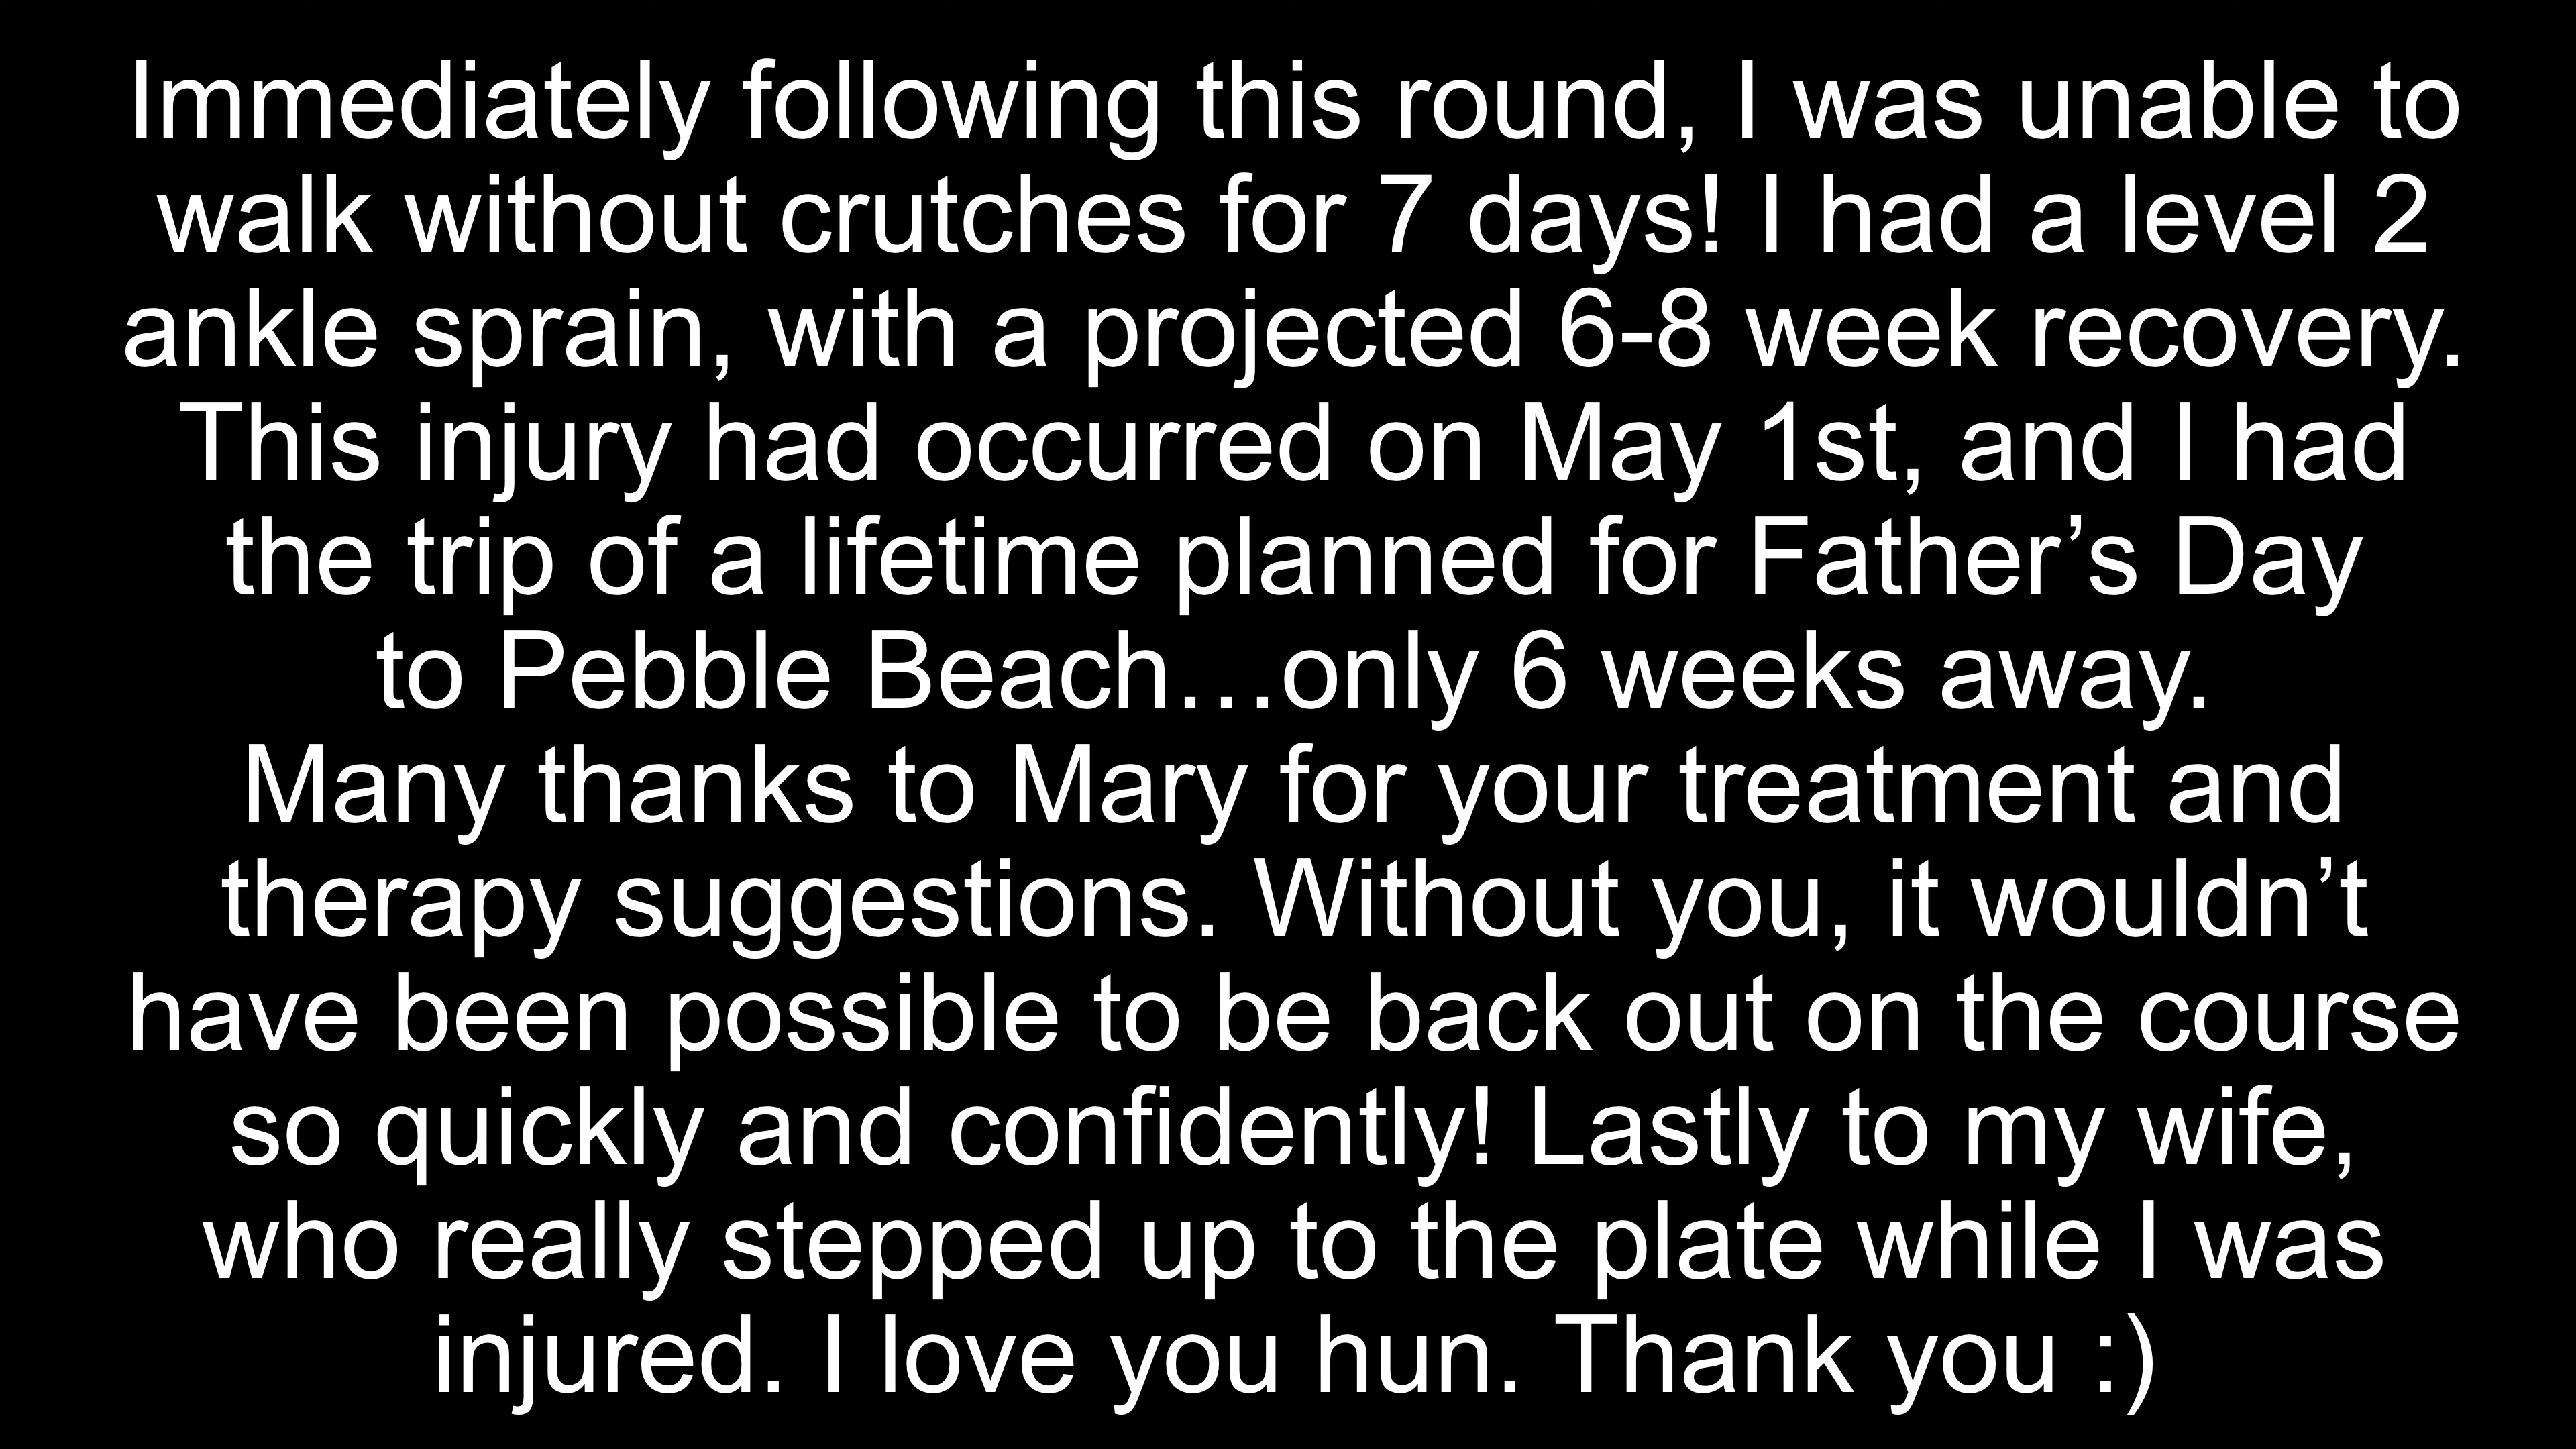 Immediately following this round, I was unable to
walk without crutches for 7 days! I had a level 2
ankle sprain, with a projected 6-8 week recovery.
This injury had occurred on May 1st, and I had
the trip of a lifetime planned for Father’s Day
to Pebble Beach…only 6 weeks away.
Many thanks to Mary for your treatment and
therapy suggestions. Without you, it wouldn’t
have been possible to be back out on the course
so quickly and confidently! Lastly to my wife,
who really stepped up to the plate while I was
injured. I love you hun. Thank you :)